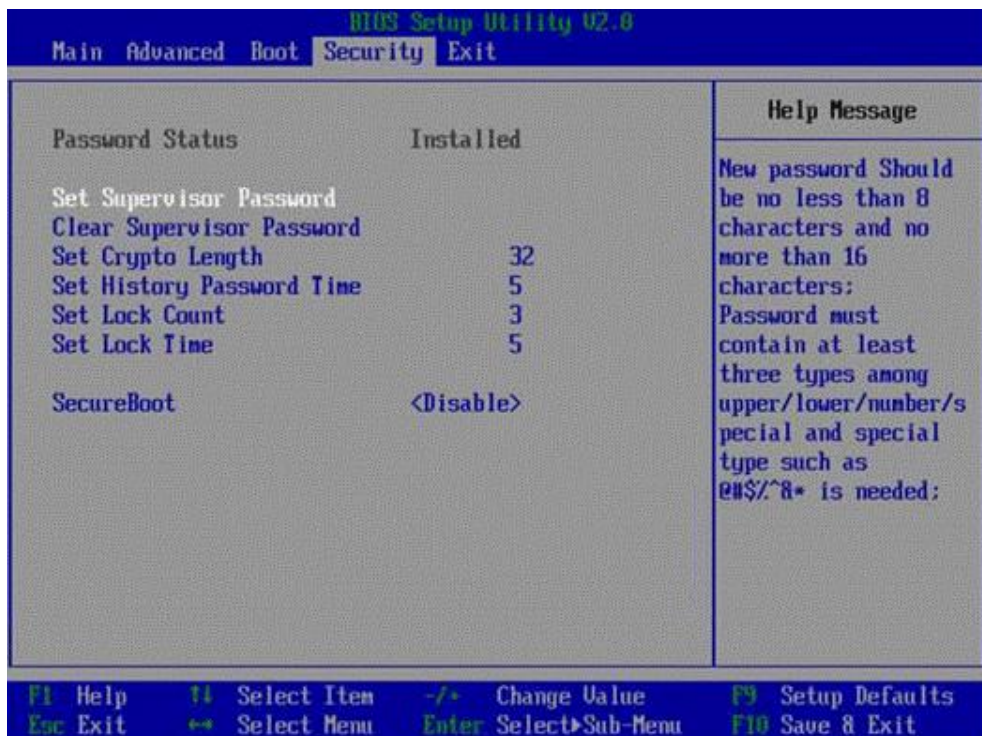 BIOS Setup Utility V2.0
Main Advanced Boot Security Exit
Password Status Installed
Set Supervisor Password
Clear Supervisor Password
Set Crypto Length 32
Set History Password Time 5
Set Lock Count 3
Set Lock Time 5
SecureBoot <Disable>
Help Message
New password Should
be no less than 8
characters and no
more than 16
characters;
Password must
contain at least
three types among
upper/lower/number/s
pecial and special
type such as
@#$%^&* is needed;
F1 Help ↑↓ Select Item -/+ Change Value F9 Setup Defaults
Esc Exit ↔ Select Menu Enter Select▶Sub-Menu F10 Save & Exit